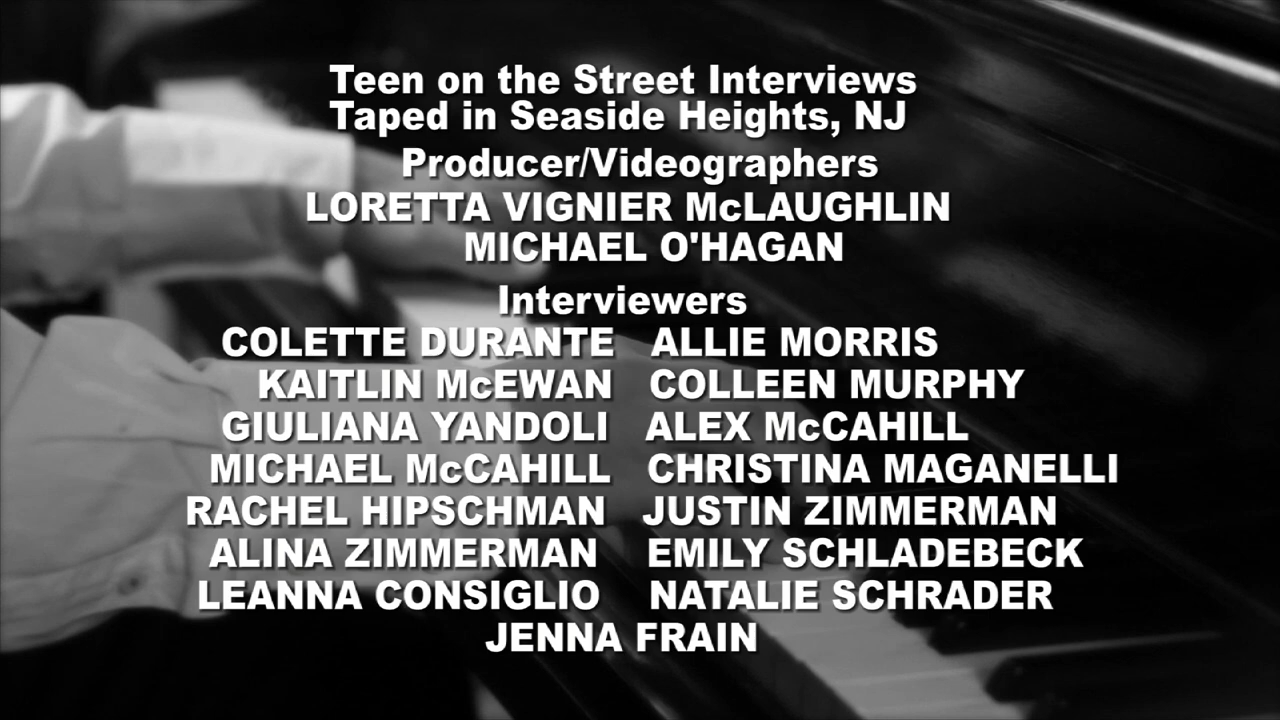 Teen on the Street Interviews
Taped in Seaside Heights, NJ
Producer/Videographers
LORETTA VIGNIER McLAUGHLIN
MICHAEL O'HAGAN
Interviewers
COLETTE DURANTE ALLIE MORRIS
KAITLIN McEWAN COLLEEN MURPHY
GIULIANA YANDOLI ALEX McCAHILL
MICHAEL McCAHILL CHRISTINA MAGANELLI
RACHEL HIPSCHMAN JUSTIN ZIMMERMAN
ALINA ZIMMERMAN EMILY SCHLADEBECK
LEANNA CONSIGLIO NATALIE SCHRADER
JENNA FRAIN